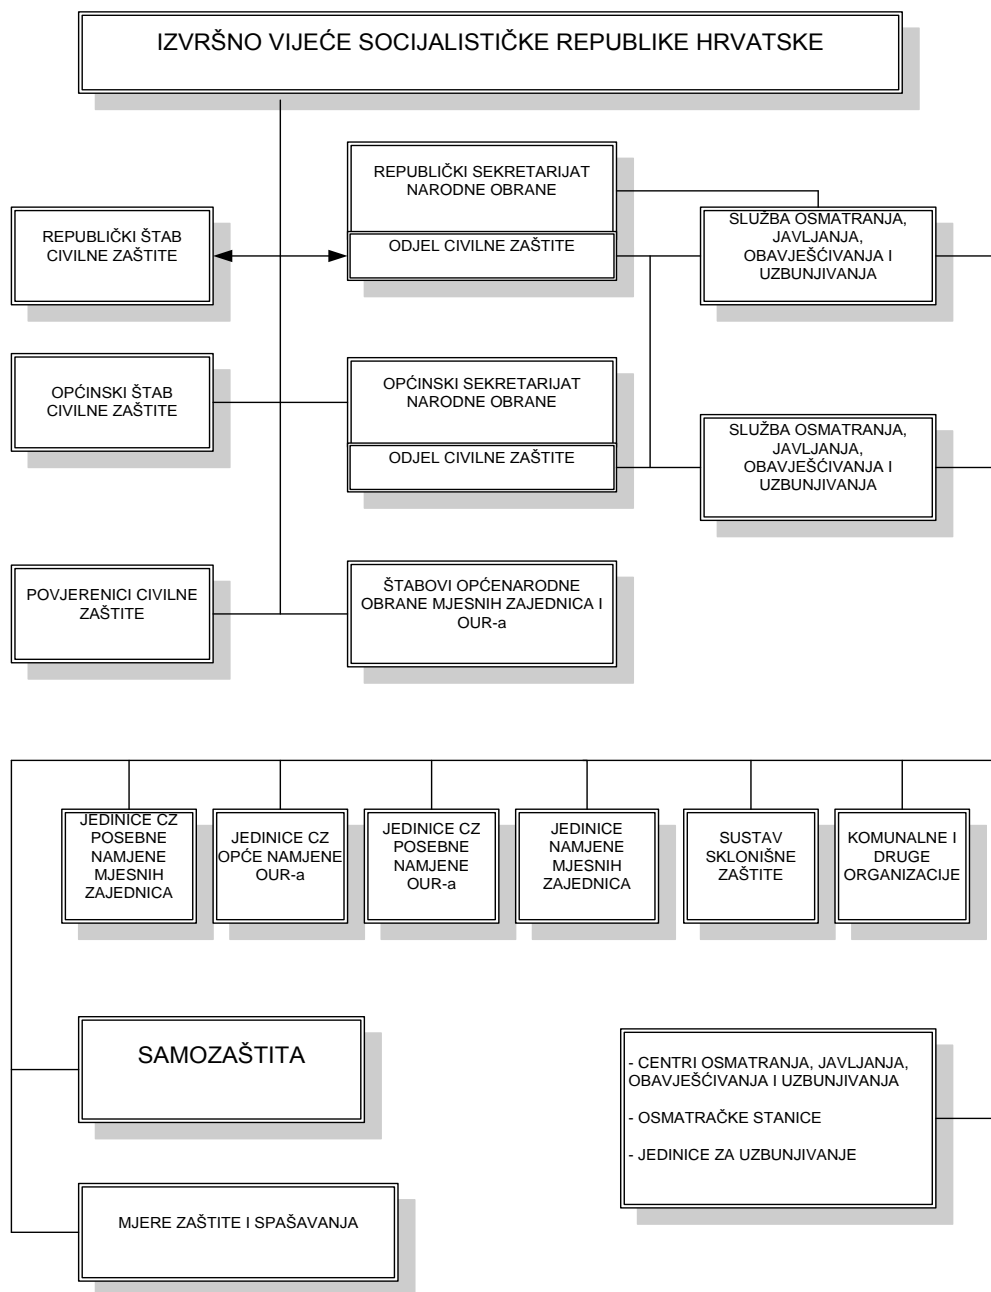 IZVRŠNO VIJEĆE SOCIJALISTIČKE REPUBLIKE HRVATSKE
REPUBLIČKI SEKRETARIJAT
NARODNE OBRANE
ODJEL CIVILNE ZAŠTITE
REPUBLIČKI ŠTAB
CIVILNE ZAŠTITE
SLUŽBA OSMATRANJA,
JAVLJANJA,
OBAVJEŠĆIVANJA I
UZBUNJIVANJA
OPĆINSKI ŠTAB
CIVILNE ZAŠTITE
OPĆINSKI SEKRETARIJAT
NARODNE OBRANE
ODJEL CIVILNE ZAŠTITE
SLUŽBA OSMATRANJA,
JAVLJANJA,
OBAVJEŠĆIVANJA I
UZBUNJIVANJA
POVJERENICI CIVILNE
ZAŠTITE
ŠTABOVI OPĆENARODNE
OBRANE MJESNIH ZAJEDNICA I
OUR-a
JEDINICE CZ
POSEBNE
NAMJENE
MJESNIH
ZAJEDNICA
JEDINICE CZ
OPĆE NAMJENE
OUR-a
JEDINICE CZ
POSEBNE
NAMJENE
OUR-a
JEDINICE
NAMJENE
MJESNIH
ZAJEDNICA
SUSTAV
SKLONIŠNE
ZAŠTITE
KOMUNALNE I
DRUGE
ORGANIZACIJE
SAMOZAŠTITA
- CENTRI OSMATRANJA, JAVLJANJA,
OBAVJEŠĆIVANJA I UZBUNJIVANJA
- OSMATRAČKE STANICE
- JEDINICE ZA UZBUNJIVANJE
MJERE ZAŠTITE I SPAŠAVANJA